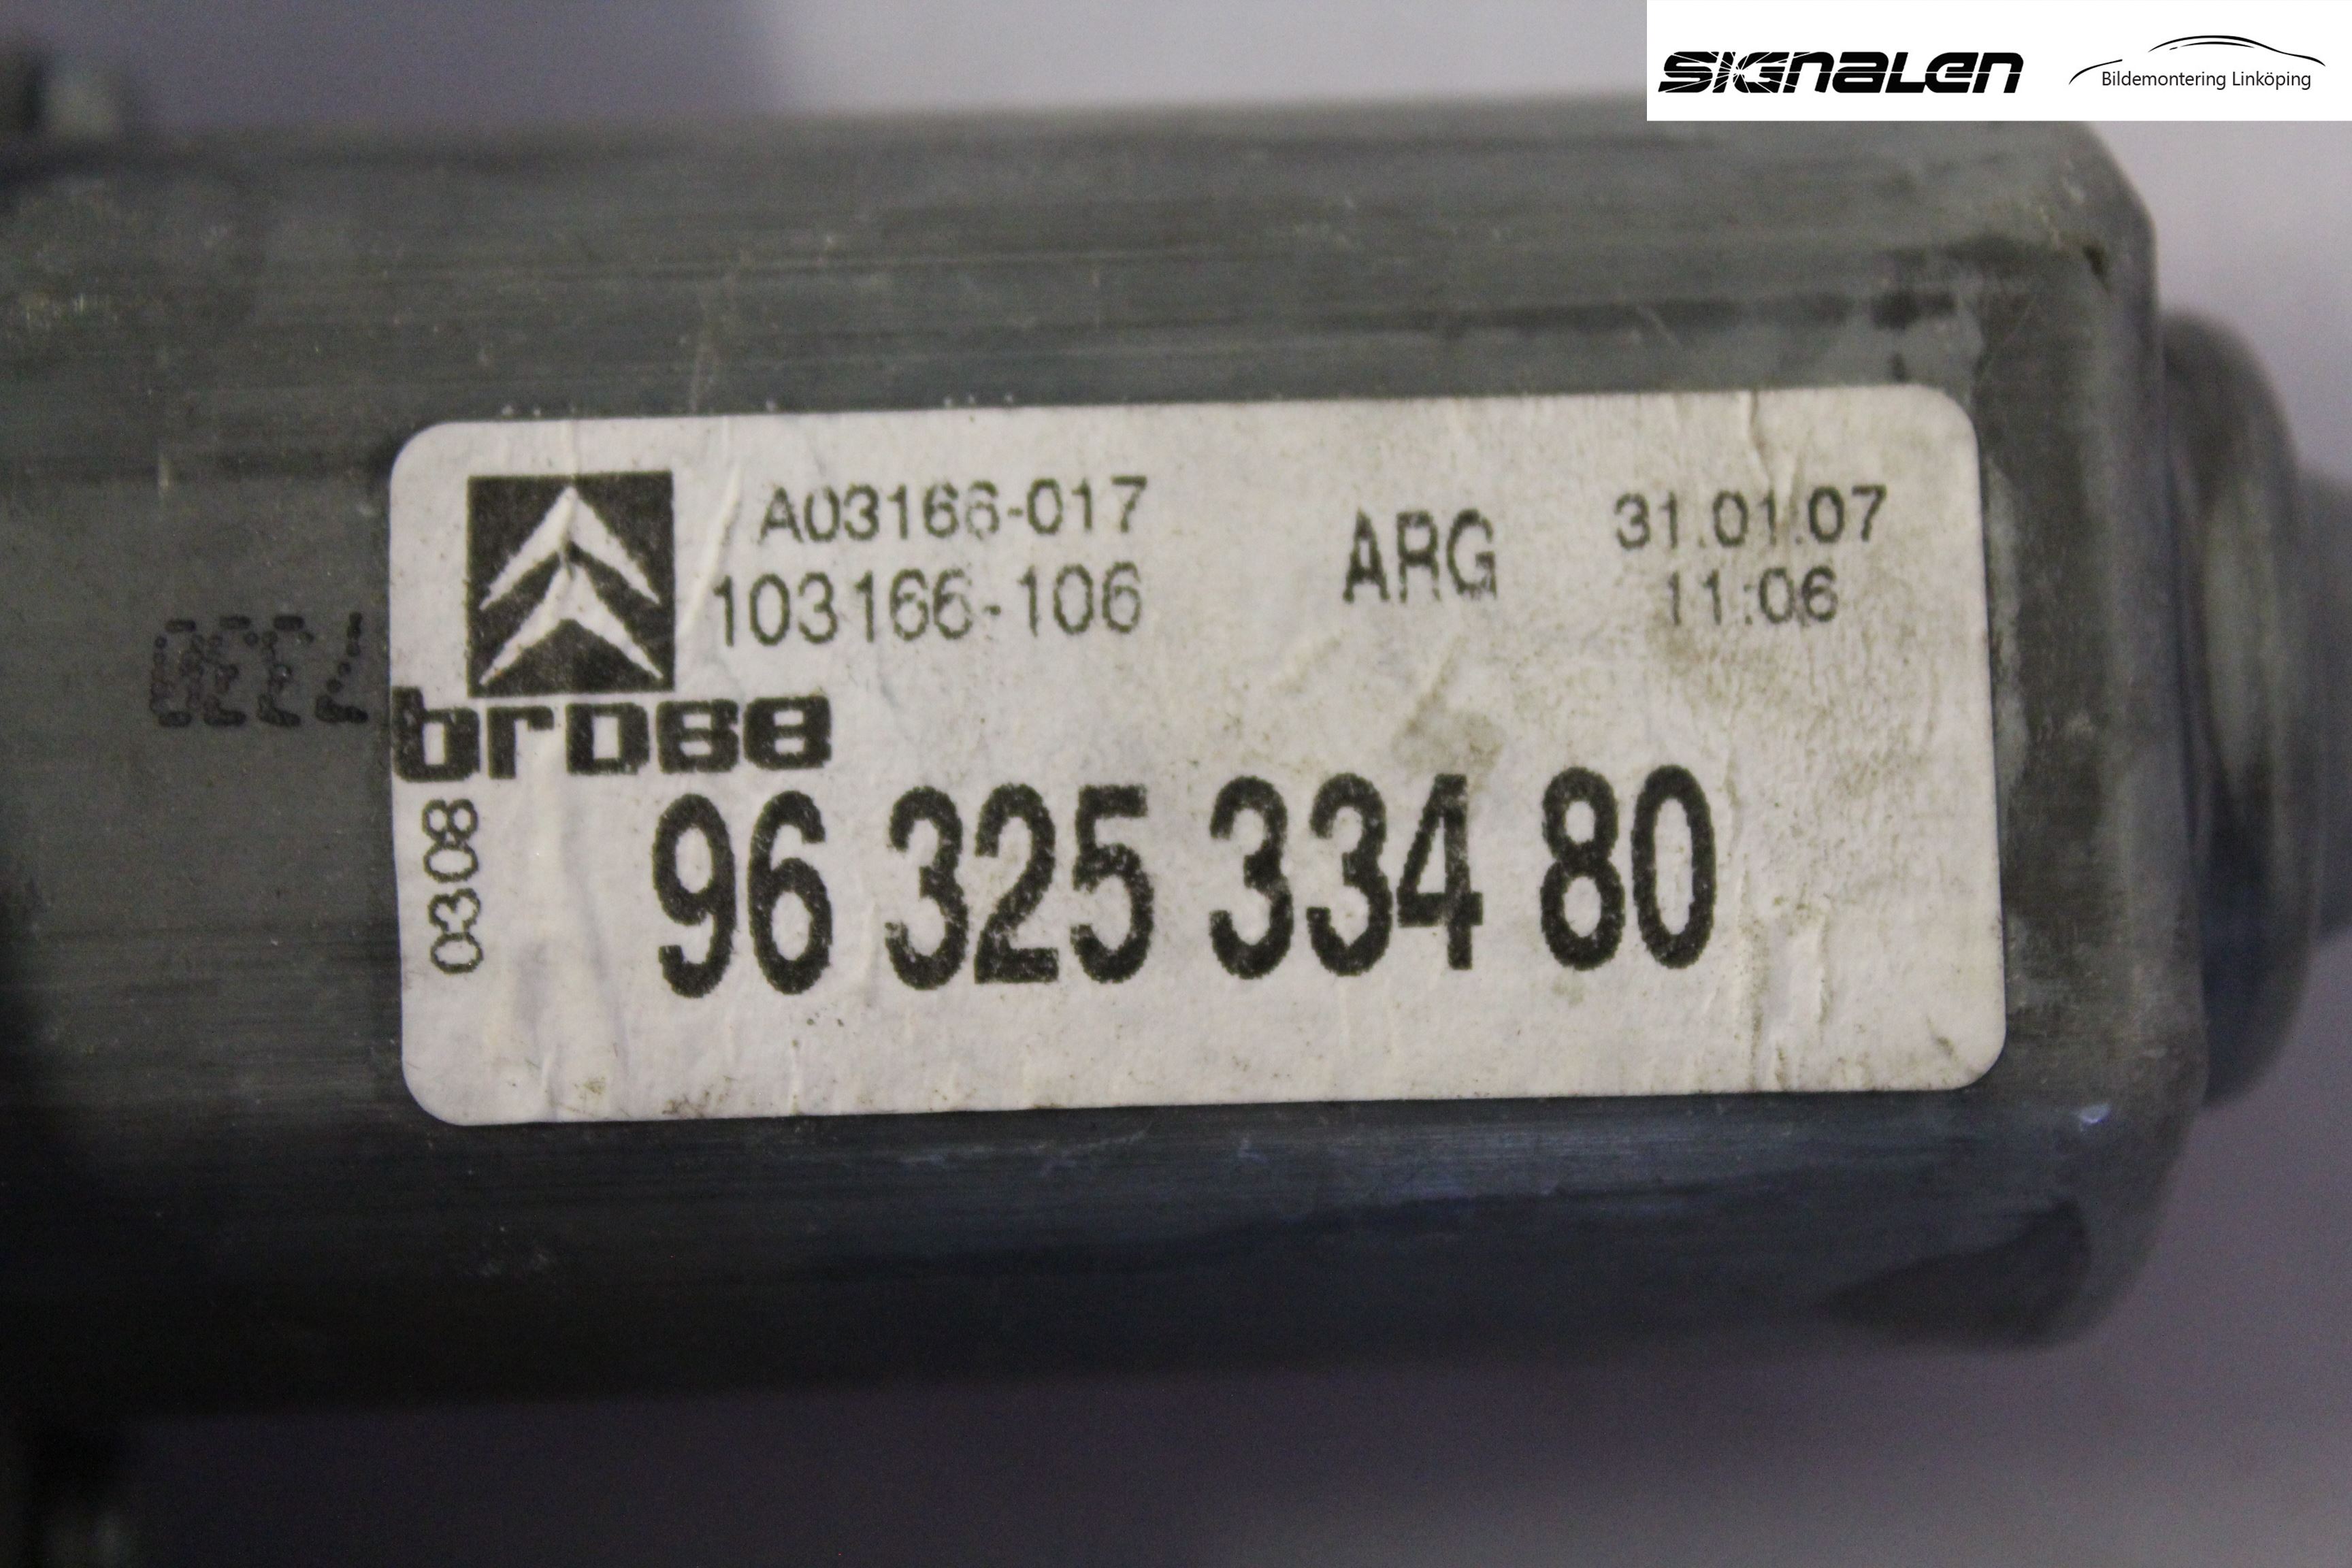 SIGNALEN
Bildemontering Linköping
A03166-017
103166-106
ARG
31.01.07
11:06
brose
0308
96 325 334 80